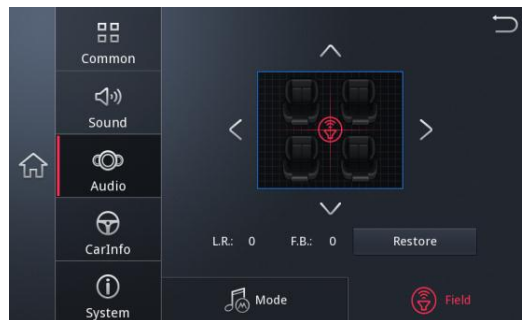 Common
Sound
Audio
CarInfo
System
L.R.: 0 F.B.: 0 Restore
Mode
Field